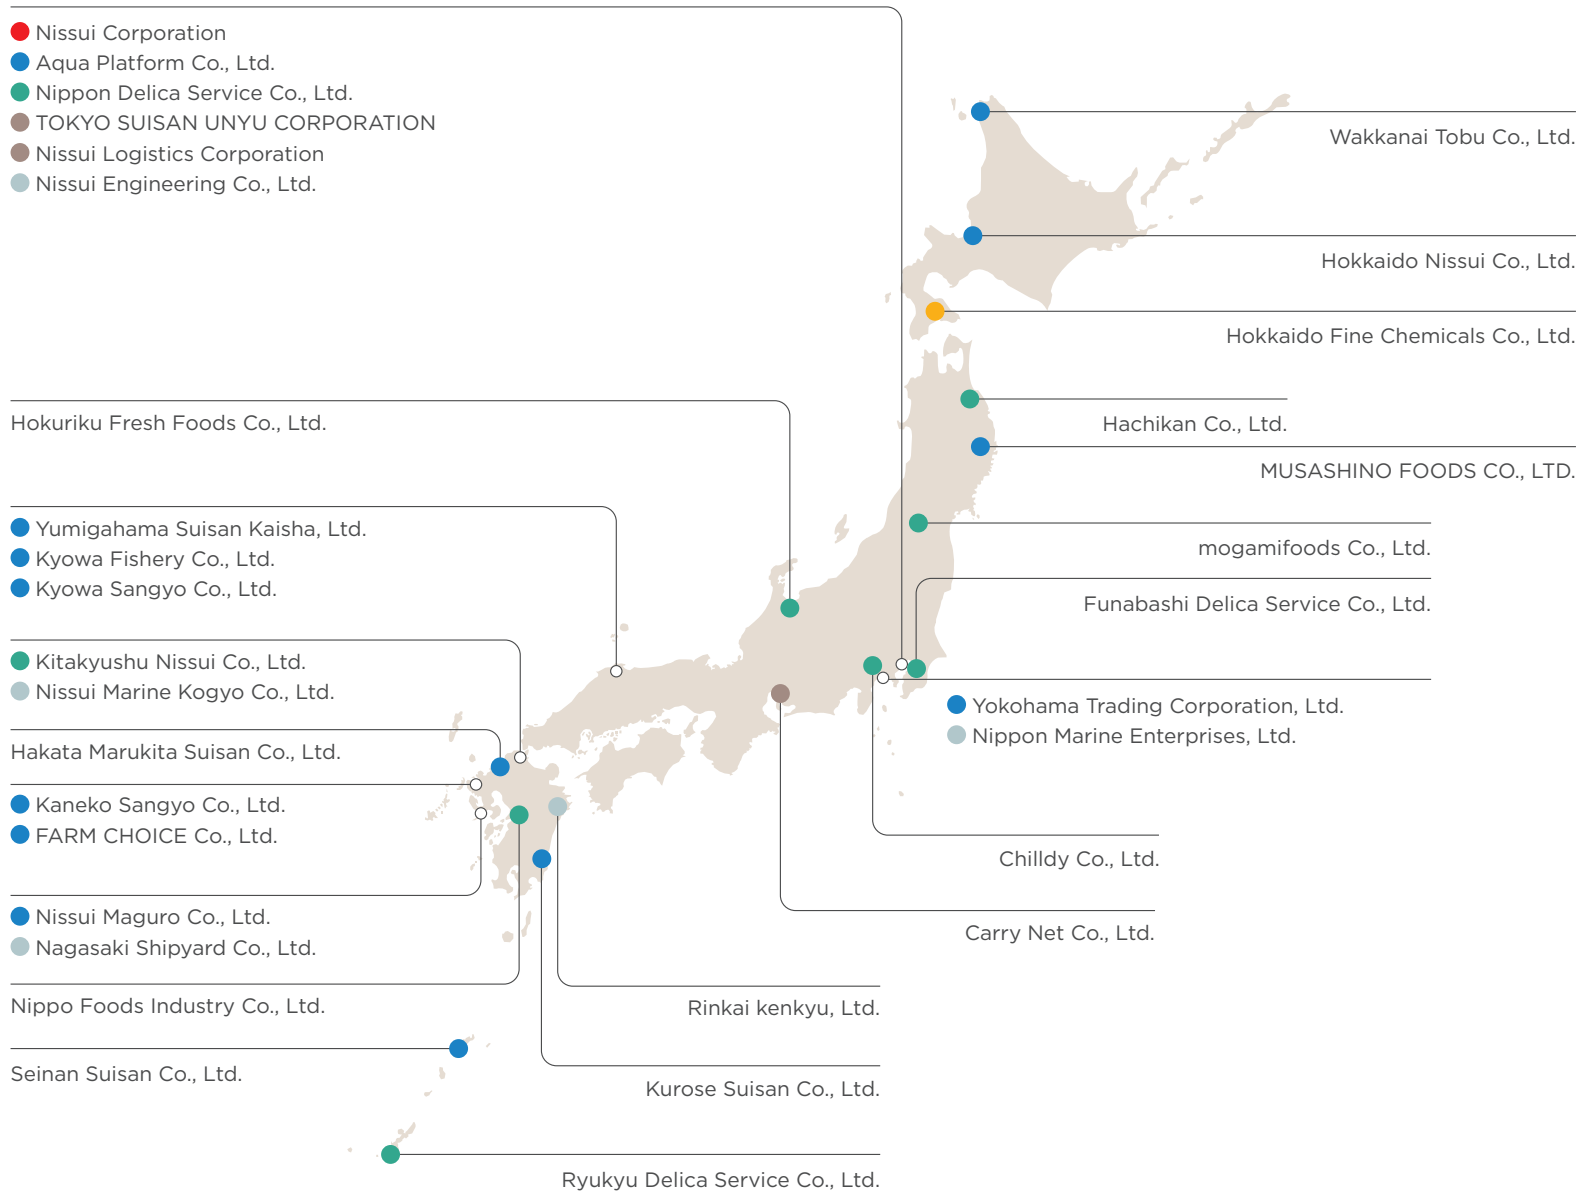 Nissui Corporation
Aqua Platform Co., Ltd.
Nippon Delica Service Co., Ltd.
TOKYO SUISAN UNYU CORPORATION
Nissui Logistics Corporation
Nissui Engineering Co., Ltd.
Wakkanai Tobu Co., Ltd.
Hokkaido Nissui Co., Ltd.
Hokkaido Fine Chemicals Co., Ltd.
Hachikan Co., Ltd.
MUSASHINO FOODS CO., LTD.
mogamifoods Co., Ltd.
Funabashi Delica Service Co., Ltd.
Yokohama Trading Corporation, Ltd.
Nippon Marine Enterprises, Ltd.
Chilldy Co., Ltd.
Carry Net Co., Ltd.
Hokuriku Fresh Foods Co., Ltd.
Yumigahama Suisan Kaisha, Ltd.
Kyowa Fishery Co., Ltd.
Kyowa Sangyo Co., Ltd.
Kitakyushu Nissui Co., Ltd.
Nissui Marine Kogyo Co., Ltd.
Hakata Marukita Suisan Co., Ltd.
Kaneko Sangyo Co., Ltd.
FARM CHOICE Co., Ltd.
Nissui Maguro Co., Ltd.
Nagasaki Shipyard Co., Ltd.
Nippo Foods Industry Co., Ltd.
Seinan Suisan Co., Ltd.
Rinkai kenkyu, Ltd.
Kurose Suisan Co., Ltd.
Ryukyu Delica Service Co., Ltd.